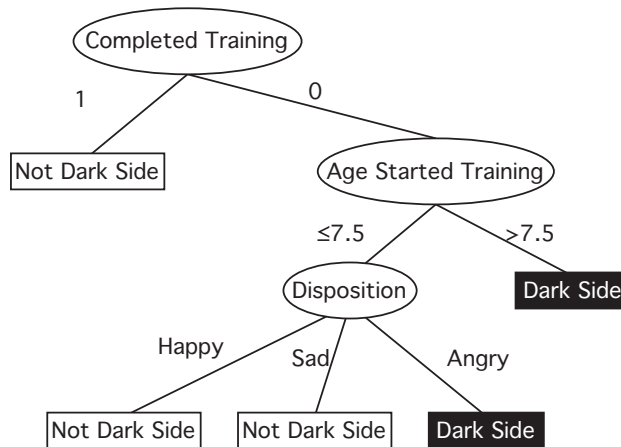 Completed Training
1
0
Not Dark Side
Age Started Training
≤7.5
>7.5
Disposition
Dark Side
Happy
Sad
Angry
Not Dark Side
Not Dark Side
Dark Side